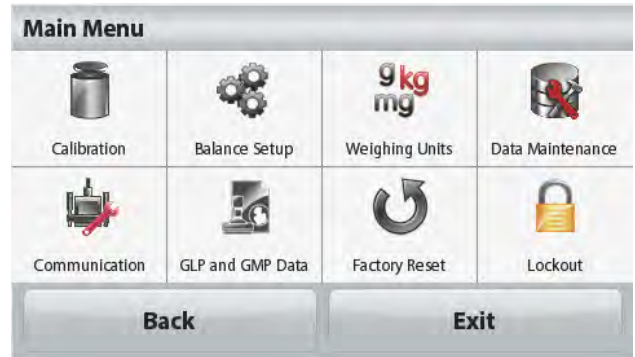 Main Menu
g kg
mg
Calibration
Balance Setup
Weighing Units
Data Maintenance
Communication
GLP and GMP Data
Factory Reset
Lockout
Back
Exit